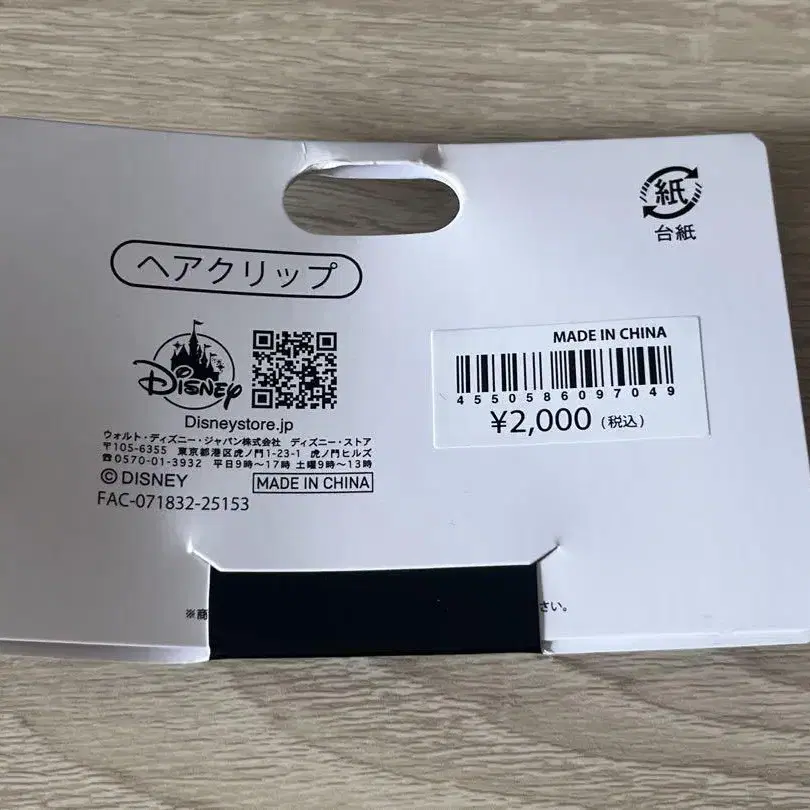 紙
台紙
ヘアクリップ
DISNEY
Disneystore.jp
ウォルト・ディズニー・ジャパン株式会社 ディズニー・ストア
〒105-6355 東京都港区虎ノ門1-23-1 虎ノ門ヒルズ
☎0570-01-3932 平日9時〜17時 土曜9時〜13時
©DISNEY MADE IN CHINA
FAC-071832-25153
MADE IN CHINA
4550586097049
¥2,000 (税込)
※商
さい。